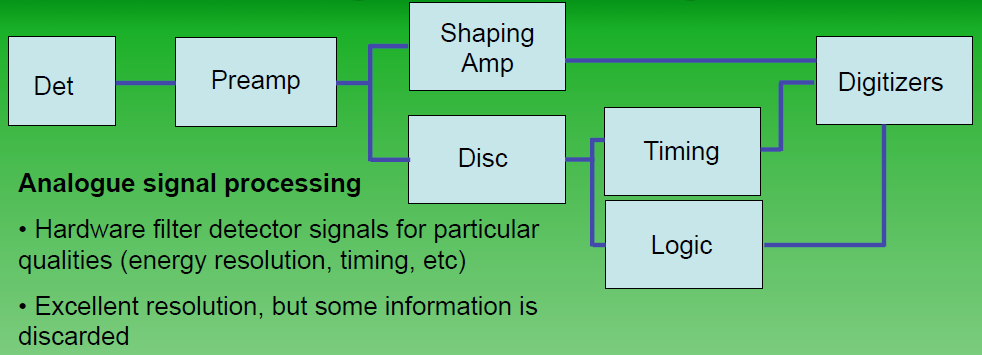 Shaping
Amp
Det
Preamp
Digitizers
Disc
Timing
Logic
Analogue signal processing
• Hardware filter detector signals for particular
qualities (energy resolution, timing, etc)
• Excellent resolution, but some information is
discarded